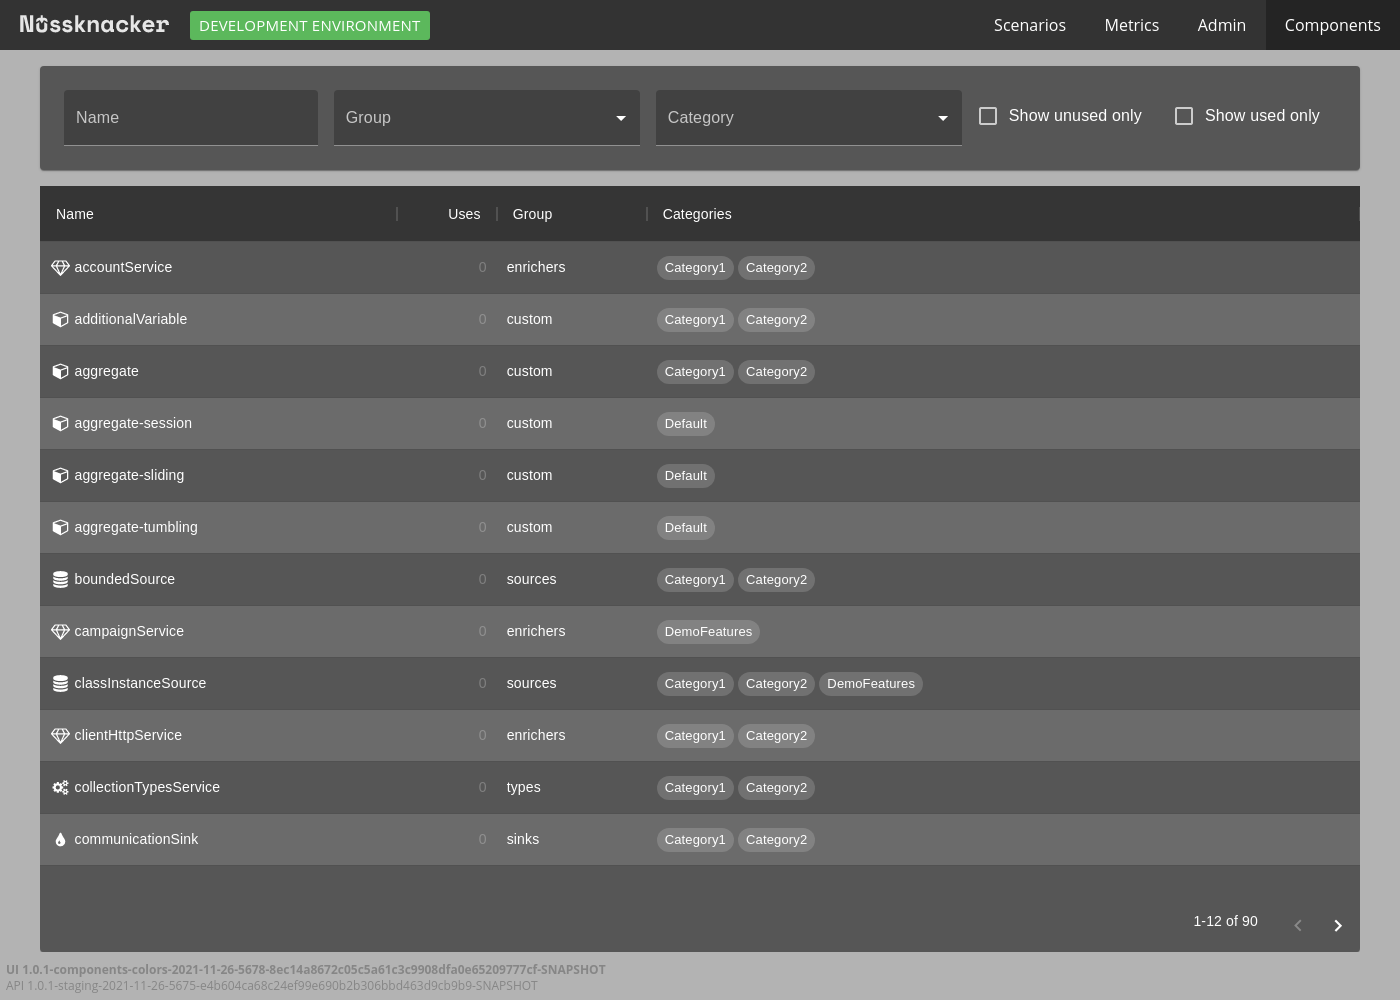 Nussknacker DEVELOPMENT ENVIRONMENT Scenarios Metrics Admin Components
Name Group Category Show unused only Show used only
Name Uses Group Categories
accountService 0 enrichers Category1 Category2
additionalVariable 0 custom Category1 Category2
aggregate 0 custom Category1 Category2
aggregate-session 0 custom Default
aggregate-sliding 0 custom Default
aggregate-tumbling 0 custom Default
boundedSource 0 sources Category1 Category2
campaignService 0 enrichers DemoFeatures
classInstanceSource 0 sources Category1 Category2 DemoFeatures
clientHttpService 0 enrichers Category1 Category2
collectionTypesService 0 types Category1 Category2
communicationSink 0 sinks Category1 Category2
1-12 of 90
UI 1.0.1-components-colors-2021-11-26-5678-8ec14a8672c05c5a61c3c9908dfa0e65209777cf-SNAPSHOT
API 1.0.1-staging-2021-11-26-5675-e4b604ca68c24ef99e690b2b306bbd463d9cb9b9-SNAPSHOT